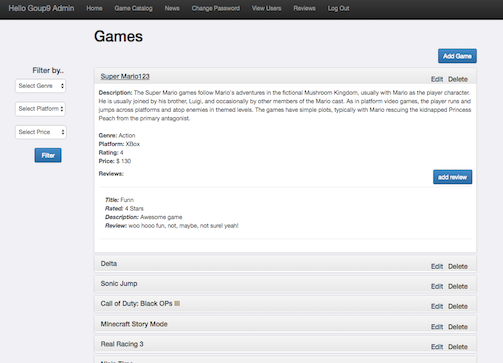 Hello Goup9 Admin Home Game Catalog News Change Password View Users Reviews Log Out
Games
Add Game
Filter by..
Select Genre
Select Platform
Select Price
Filter
Super Mario123 Edit Delete
Description: The Super Mario games follow Mario's adventures in the fictional Mushroom Kingdom, usually with Mario as the player character.
He is usually joined by his brother, Luigi, and occasionally by other members of the Mario cast. As in platform video games, the player runs and
jumps across platforms and atop enemies in themed levels. The games have simple plots, typically with Mario rescuing the kidnapped Princess
Peach from the primary antagonist.
Genre: Action
Platform: XBox
Rating: 4
Price: $ 130
Reviews:
add review
Title: Funn
Rated: 4 Stars
Description: Awesome game
Review: woo hooo fun, not, maybe, not sure! yeah!
Delta Edit Delete
Sonic Jump Edit Delete
Call of Duty: Black OPs III Edit Delete
Minecraft Story Mode Edit Delete
Real Racing 3 Edit Delete